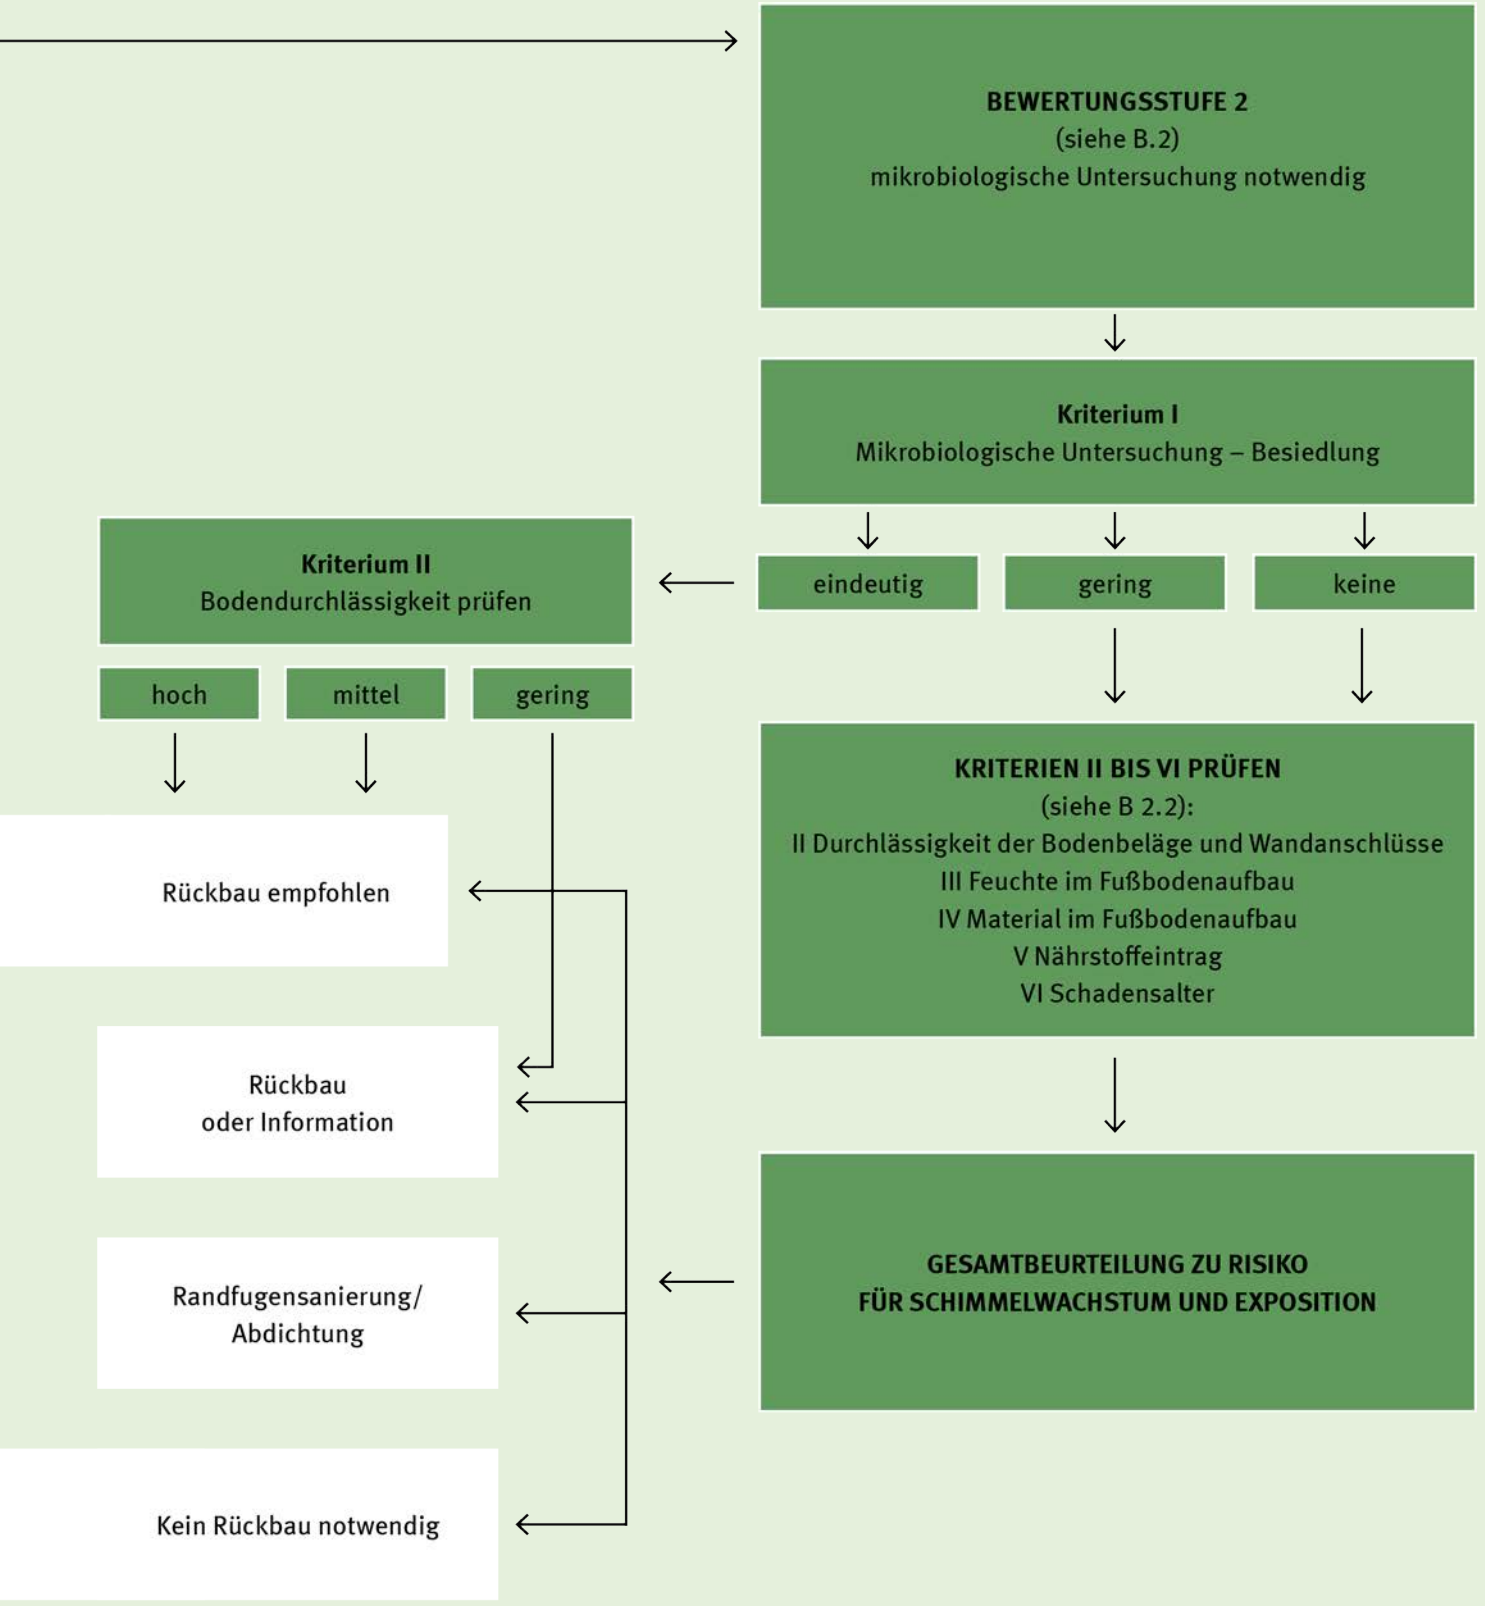 BEWERTUNGSSTUFE 2
(siehe B.2)
mikrobiologische Untersuchung notwendig
Kriterium I
Mikrobiologische Untersuchung – Besiedlung
eindeutig
gering
keine
Kriterium II
Bodendurchlässigkeit prüfen
hoch
mittel
gering
KRITERIEN II BIS VI PRÜFEN
(siehe B 2.2):
II Durchlässigkeit der Bodenbeläge und Wandanschlüsse
III Feuchte im Fußbodenaufbau
IV Material im Fußbodenaufbau
V Nährstoffeintrag
VI Schadensalter
GESAMTBEURTEILUNG ZU RISIKO
FÜR SCHIMMELWACHSTUM UND EXPOSITION
Rückbau empfohlen
Rückbau
oder Information
Randfugensanierung/
Abdichtung
Kein Rückbau notwendig